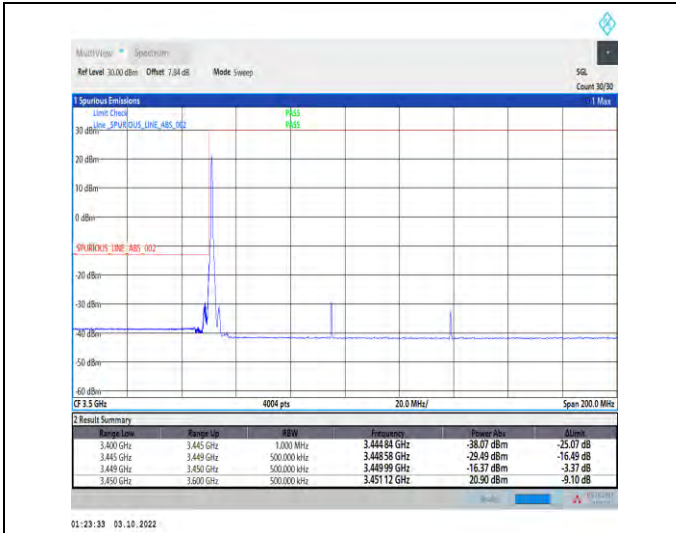 MultiView Spectrum
Ref Level 30.00 dBm Offset 7.84 dB Mode Sweep SGL
Count 30/30
1 Spurious Emissions 1 Max
Limit Check PASS
Line _SPURIOUS_LINE_ABS_002 PASS
30 dBm
20 dBm
10 dBm
0 dBm
_SPURIOUS_LINE_ABS_002
-20 dBm
-30 dBm
-40 dBm
-50 dBm
-60 dBm
CF 3.5 GHz 4004 pts 20.0 MHz/ Span 200.0 MHz
2 Result Summary
Range Low Range Up RBW Frequency Power Abs ΔLimit
3.400 GHz 3.445 GHz 1.000 MHz 3.444 84 GHz -38.07 dBm -25.07 dB
3.445 GHz 3.449 GHz 500.000 kHz 3.448 58 GHz -29.49 dBm -16.49 dB
3.449 GHz 3.450 GHz 500.000 kHz 3.449 99 GHz -16.37 dBm -3.37 dB
3.450 GHz 3.600 GHz 500.000 kHz 3.451 12 GHz 20.90 dBm -9.10 dB
01:23:33 03.10.2022